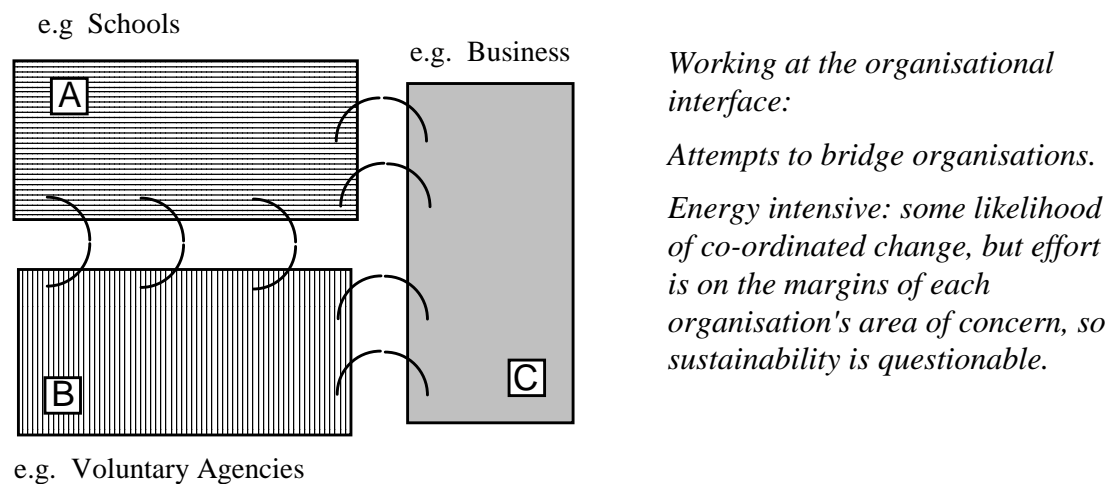 e.g Schools
e.g. Business
A
B
C
e.g. Voluntary Agencies
Working at the organisational
interface:
Attempts to bridge organisations.
Energy intensive: some likelihood
of co-ordinated change, but effort
is on the margins of each
organisation's area of concern, so
sustainability is questionable.